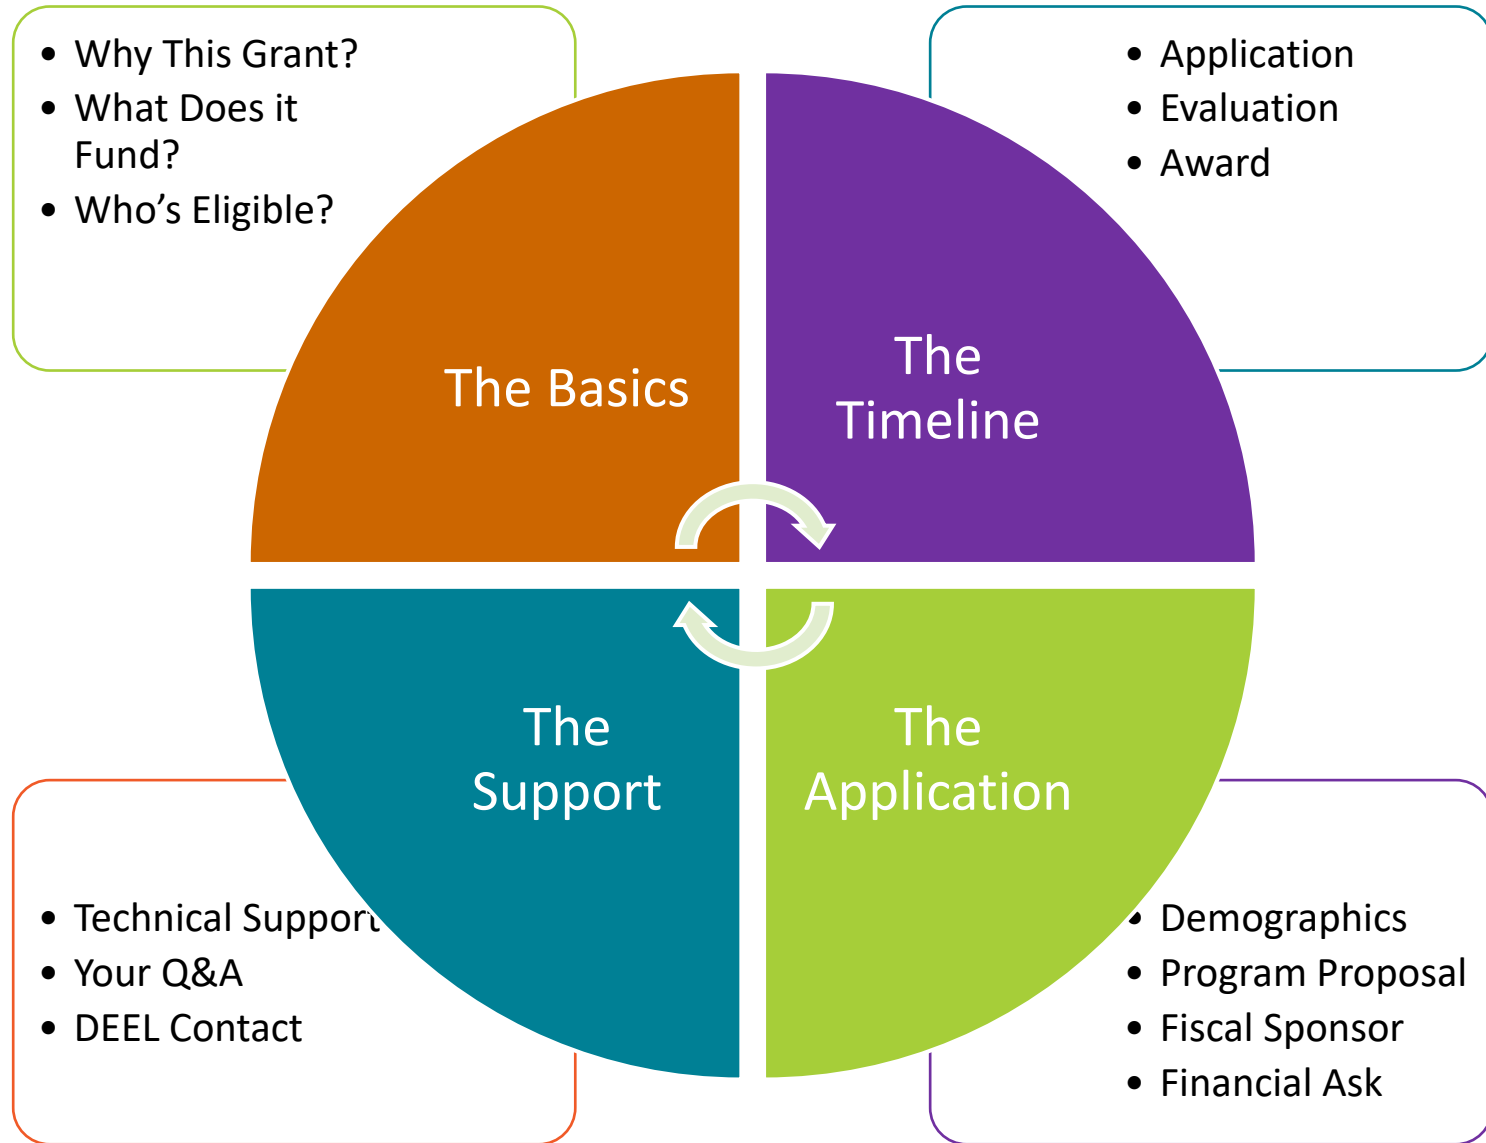 • Why This Grant?
• What Does it
Fund?
• Who’s Eligible?
The Basics
• Application
• Evaluation
• Award
The
Timeline
The
Support
• Technical Support
• Your Q&A
• DEEL Contact
The
Application
• Demographics
• Program Proposal
• Fiscal Sponsor
• Financial Ask